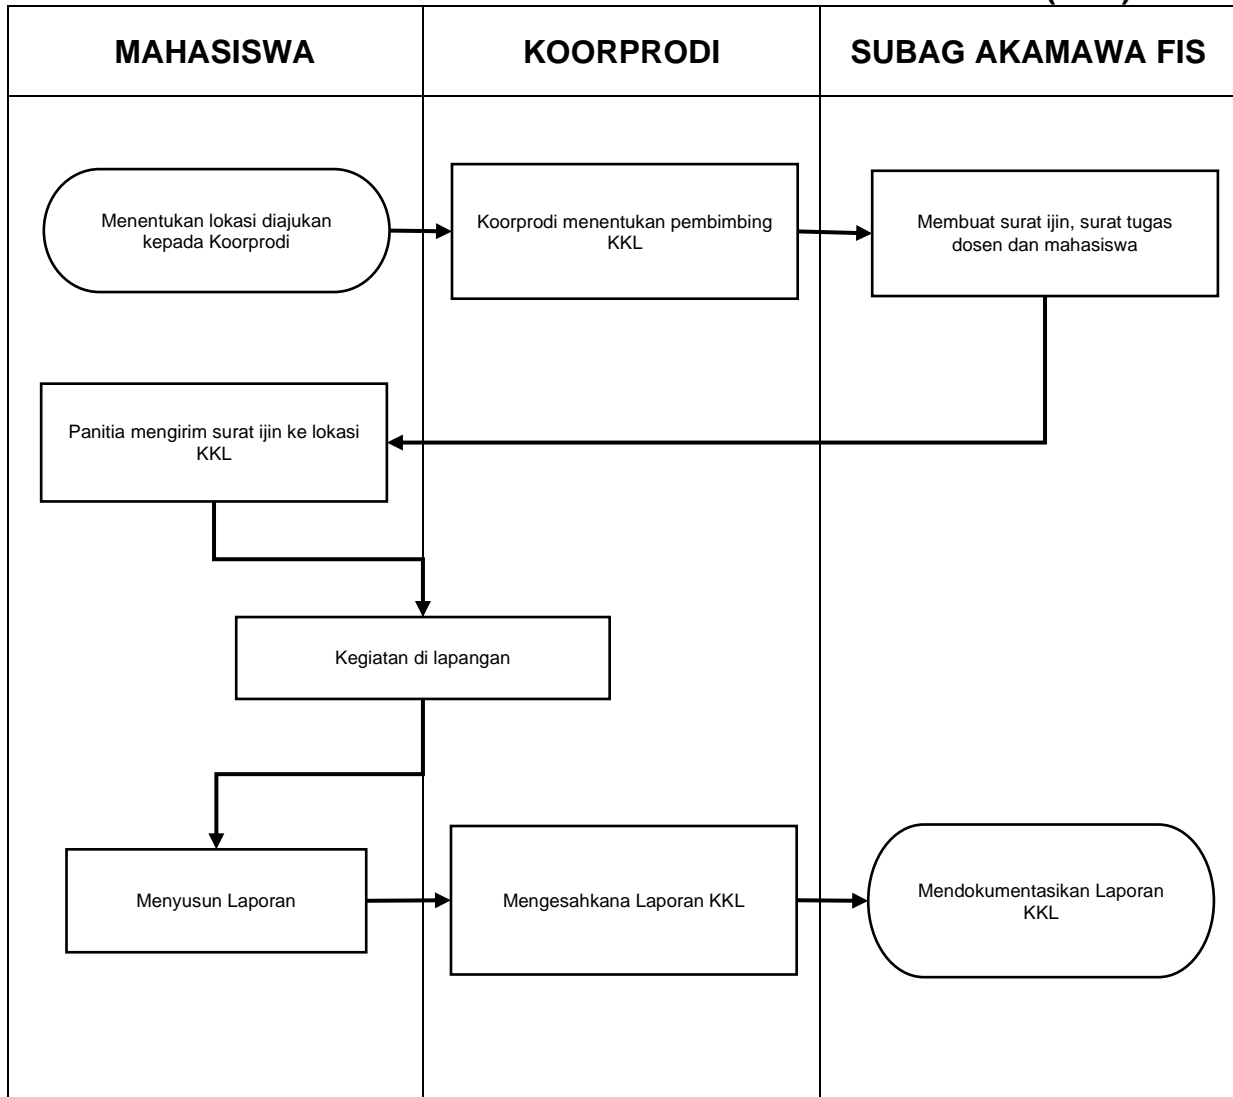 MAHASISWA
KOORPRODI
SUBAG AKAMAWA FIS
Menentukan lokasi diajukan
kepada Koorprodi
Koorprodi menentukan pembimbing
KKL
Membuat surat ijin, surat tugas
dosen dan mahasiswa
Panitia mengirim surat ijin ke lokasi
KKL
Kegiatan di lapangan
Menyusun Laporan
Mengesahkana Laporan KKL
Mendokumentasikan Laporan
KKL